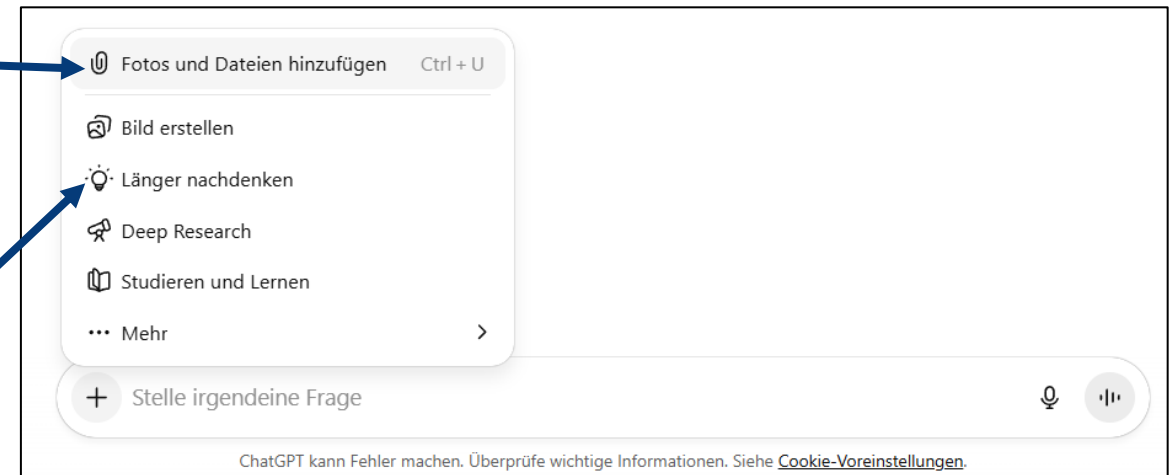 Fotos und Dateien hinzufügen Ctrl + U
Bild erstellen
Länger nachdenken
Deep Research
Studieren und Lernen
Mehr
Stelle irgendeine Frage
ChatGPT kann Fehler machen. Überprüfe wichtige Informationen. Siehe Cookie-Voreinstellungen.